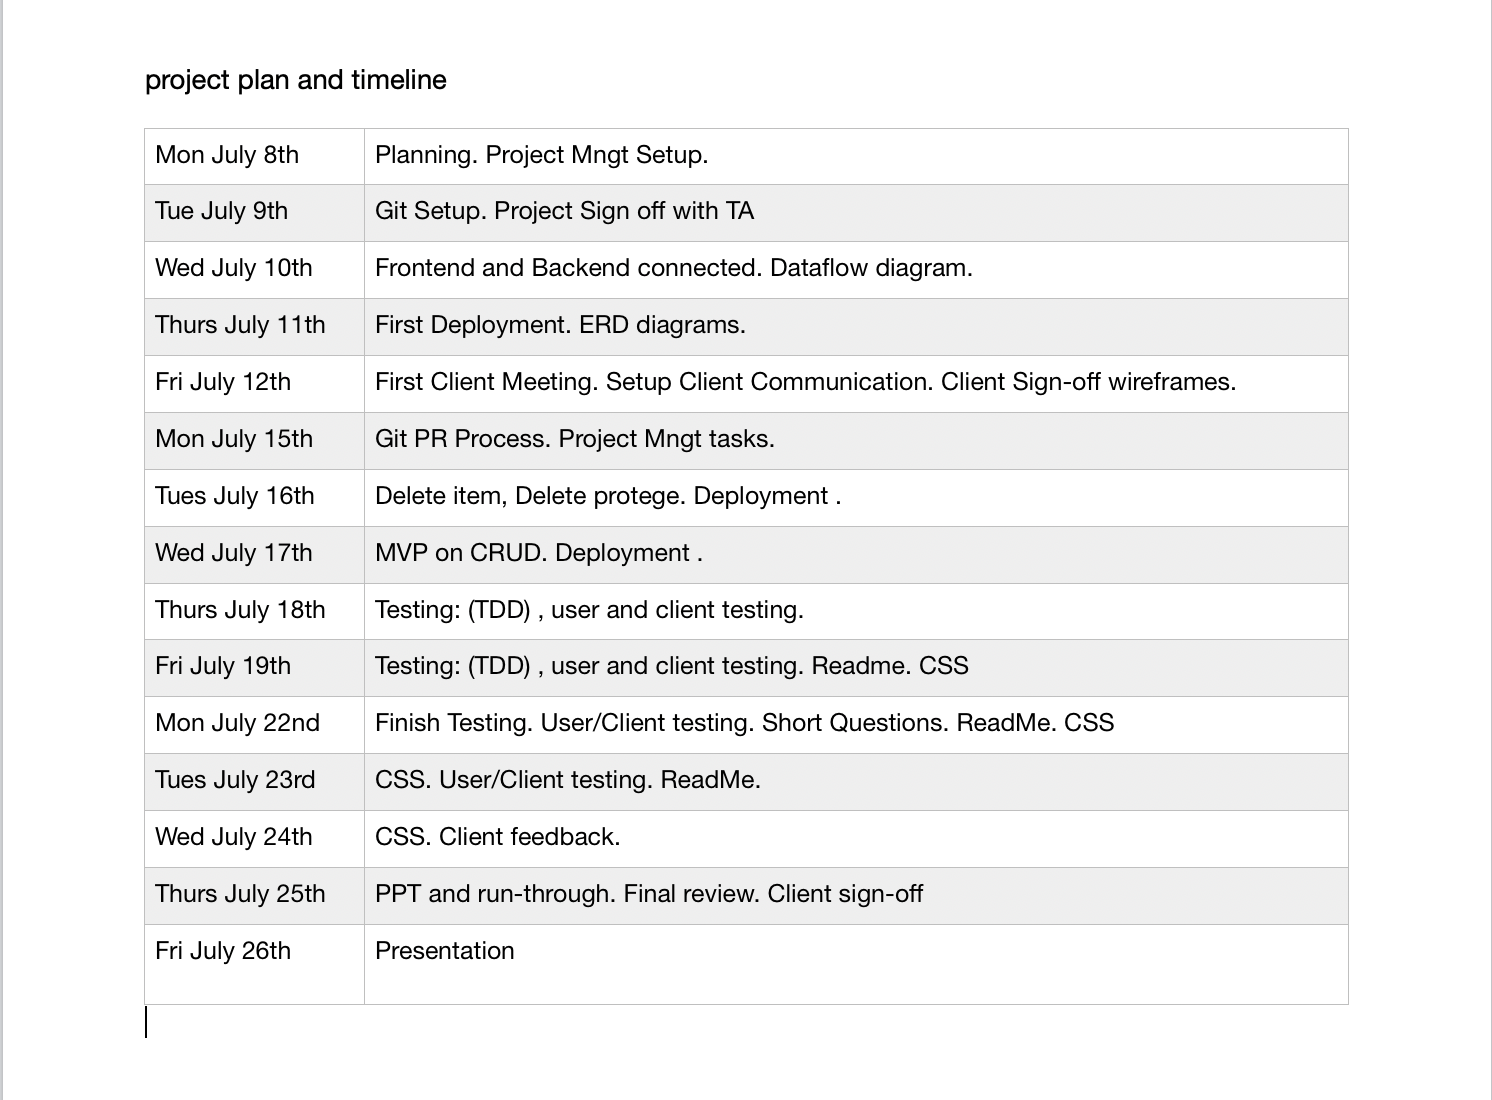 project plan and timeline
Mon July 8th Planning. Project Mngt Setup.
Tue July 9th Git Setup. Project Sign off with TA
Wed July 10th Frontend and Backend connected. Dataflow diagram.
Thurs July 11th First Deployment. ERD diagrams.
Fri July 12th First Client Meeting. Setup Client Communication. Client Sign-off wireframes.
Mon July 15th Git PR Process. Project Mngt tasks.
Tues July 16th Delete item, Delete protege. Deployment .
Wed July 17th MVP on CRUD. Deployment .
Thurs July 18th Testing: (TDD) , user and client testing.
Fri July 19th Testing: (TDD) , user and client testing. Readme. CSS
Mon July 22nd Finish Testing. User/Client testing. Short Questions. ReadMe. CSS
Tues July 23rd CSS. User/Client testing. ReadMe.
Wed July 24th CSS. Client feedback.
Thurs July 25th PPT and run-through. Final review. Client sign-off
Fri July 26th Presentation